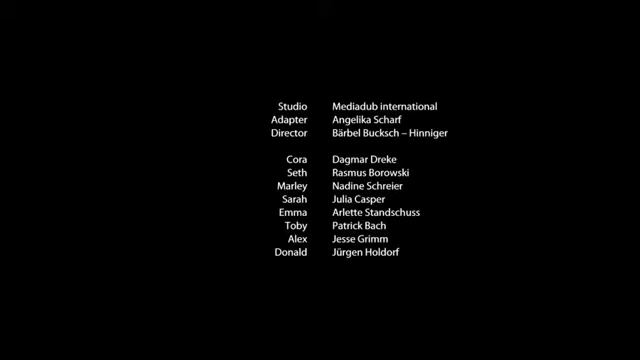 Studio Mediadub international
Adapter Angelika Scharf
Director Bärbel Bucksch – Hinniger
Cora Dagmar Dreke
Seth Rasmus Borowski
Marley Nadine Schreier
Sarah Julia Casper
Emma Arlette Standschuss
Toby Patrick Bach
Alex Jesse Grimm
Donald Jürgen Holdorf